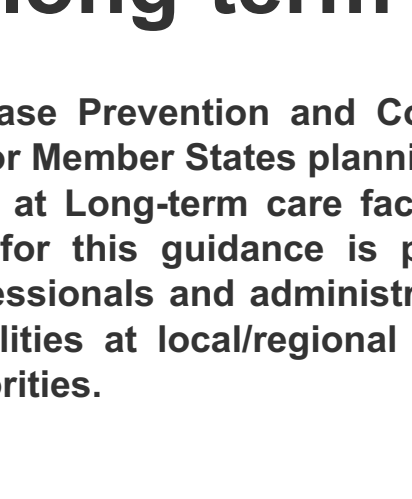 long-term
ase Prevention and Co
or Member States planni
at Long-term care fac
for this guidance is p
essionals and administr
lities at local/regional
orities.